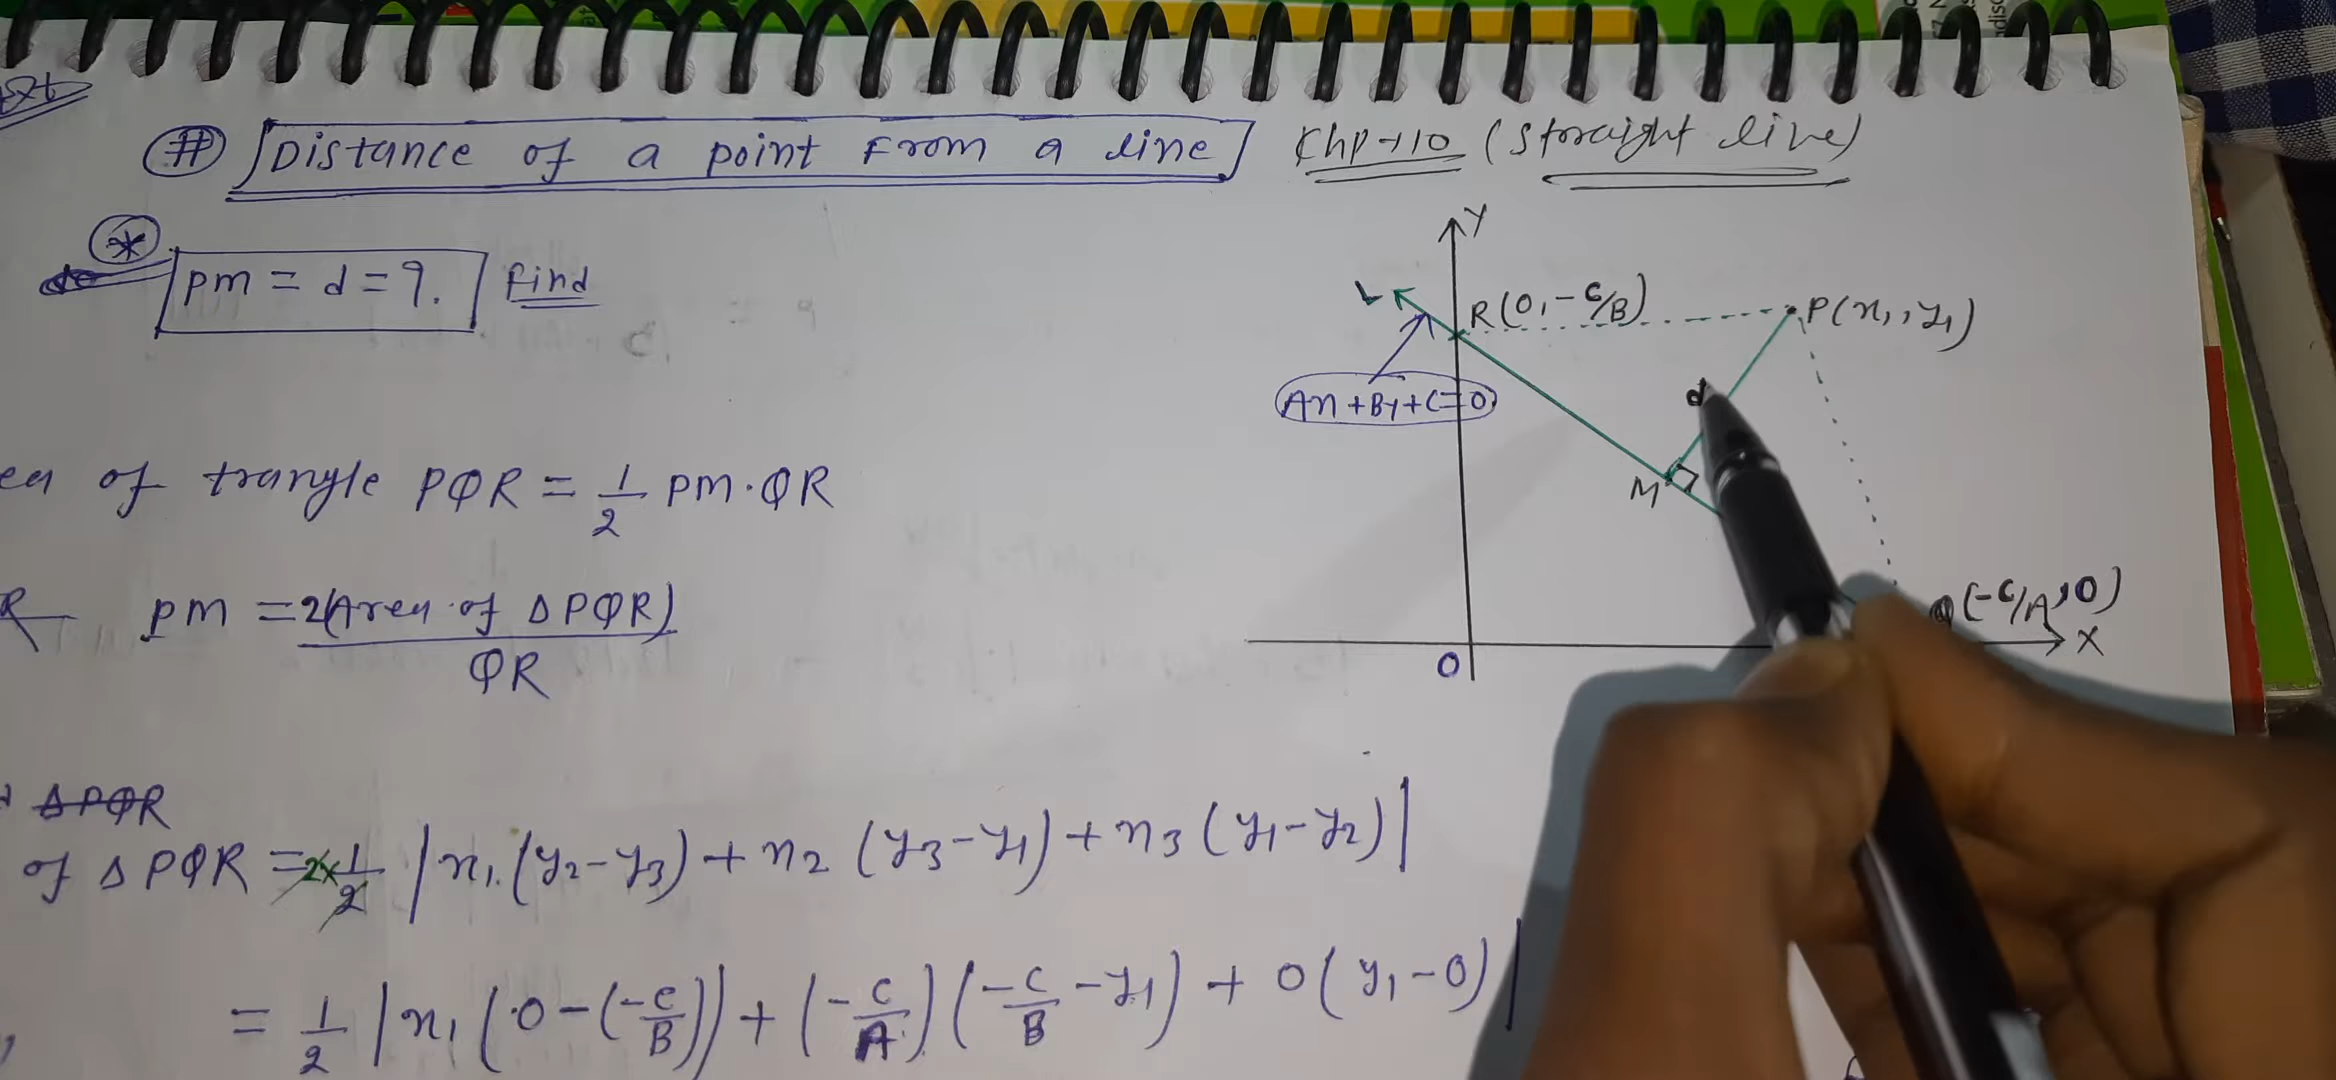 # Distance of a point From a line Chp→10 (Straight line)
* PM = d = ?. Find
Y
L
R(0, -C/B)
P(x₁, y₁)
Ax+By+C=0
d
M
Q(-C/A, 0)
X
O
of trangle PQR = 1/2 PM·QR
PM = 2(Area of ΔPQR)/QR
ΔPQR
of ΔPQR = 2×1/2 |x₁(y₂-y₃)+x₂(y₃-y₁)+x₃(y₁-y₂)|
= 1/2 |x₁(0-(-C/B))+(-C/A)(-C/B-y₁)+0(y₁-0)|